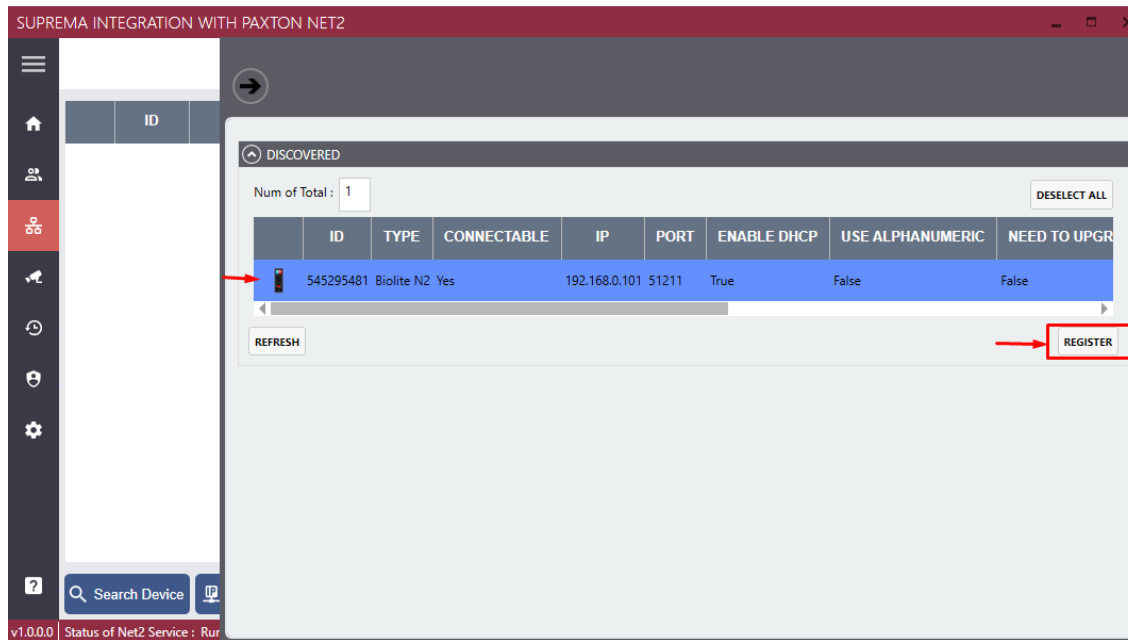 SUPREMA INTEGRATION WITH PAXTON NET2
ID
DISCOVERED
Num of Total : 1
DESELECT ALL
ID TYPE CONNECTABLE IP PORT ENABLE DHCP USE ALPHANUMERIC NEED TO UPGR
545295481 Biolite N2 Yes 192.168.0.101 51211 True False False
REFRESH
REGISTER
?
Search Device
IP
v1.0.0.0 Status of Net2 Service : Rur